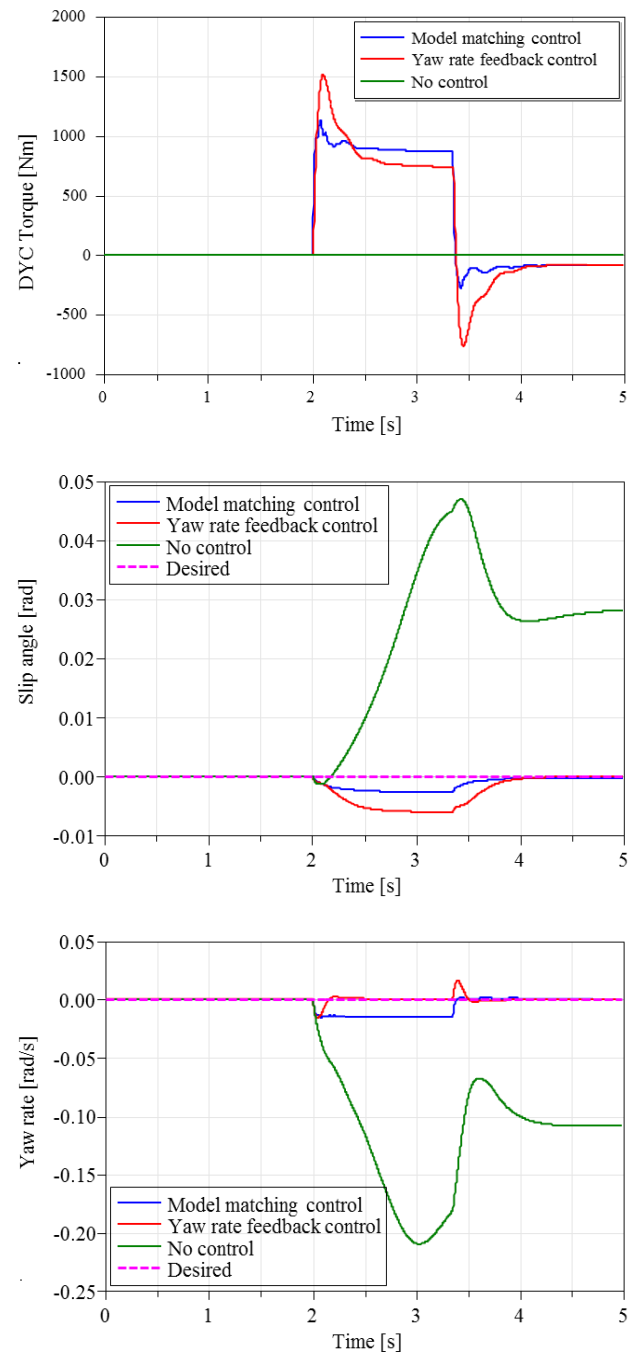 2000
1500
1000
500
0
-500
-1000
DYC Torque [Nm]
Model matching control
Yaw rate feedback control
No control
0
1
2
3
4
5
Time [s]
0.05
0.04
0.03
0.02
0.01
0.00
-0.01
Slip angle [rad]
Model matching control
Yaw rate feedback control
No control
Desired
0
1
2
3
4
5
Time [s]
0.05
0.00
-0.05
-0.10
-0.15
-0.20
-0.25
Yaw rate [rad/s]
Model matching control
Yaw rate feedback control
No control
Desired
0
1
2
3
4
5
Time [s]